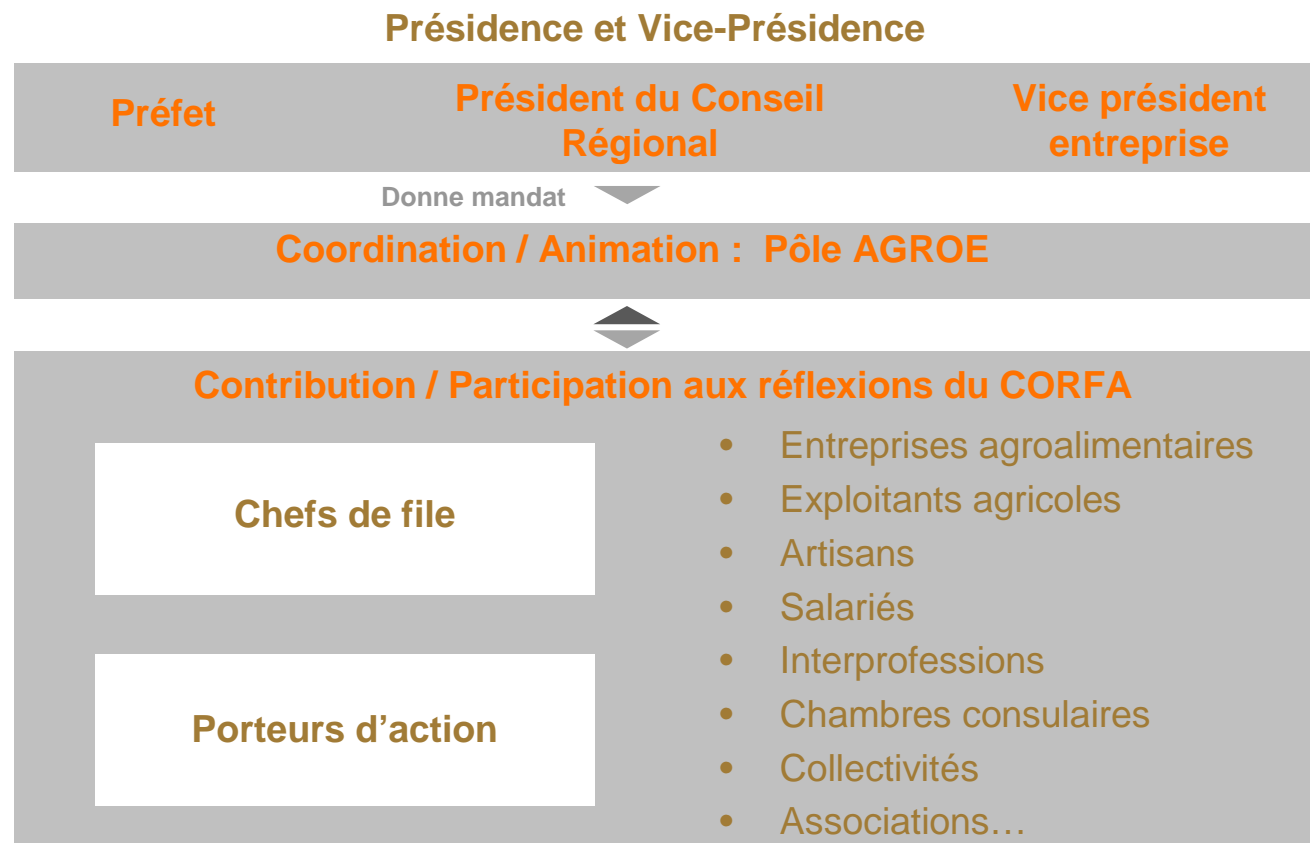 Présidence et Vice-Présidence
Préfet
Président du Conseil
Régional
Vice président
entreprise
Donne mandat
Coordination / Animation : Pôle AGROE
Contribution / Participation aux réflexions du CORFA
Chefs de file
Porteurs d’action
• Entreprises agroalimentaires
• Exploitants agricoles
• Artisans
• Salariés
• Interprofessions
• Chambres consulaires
• Collectivités
• Associations…